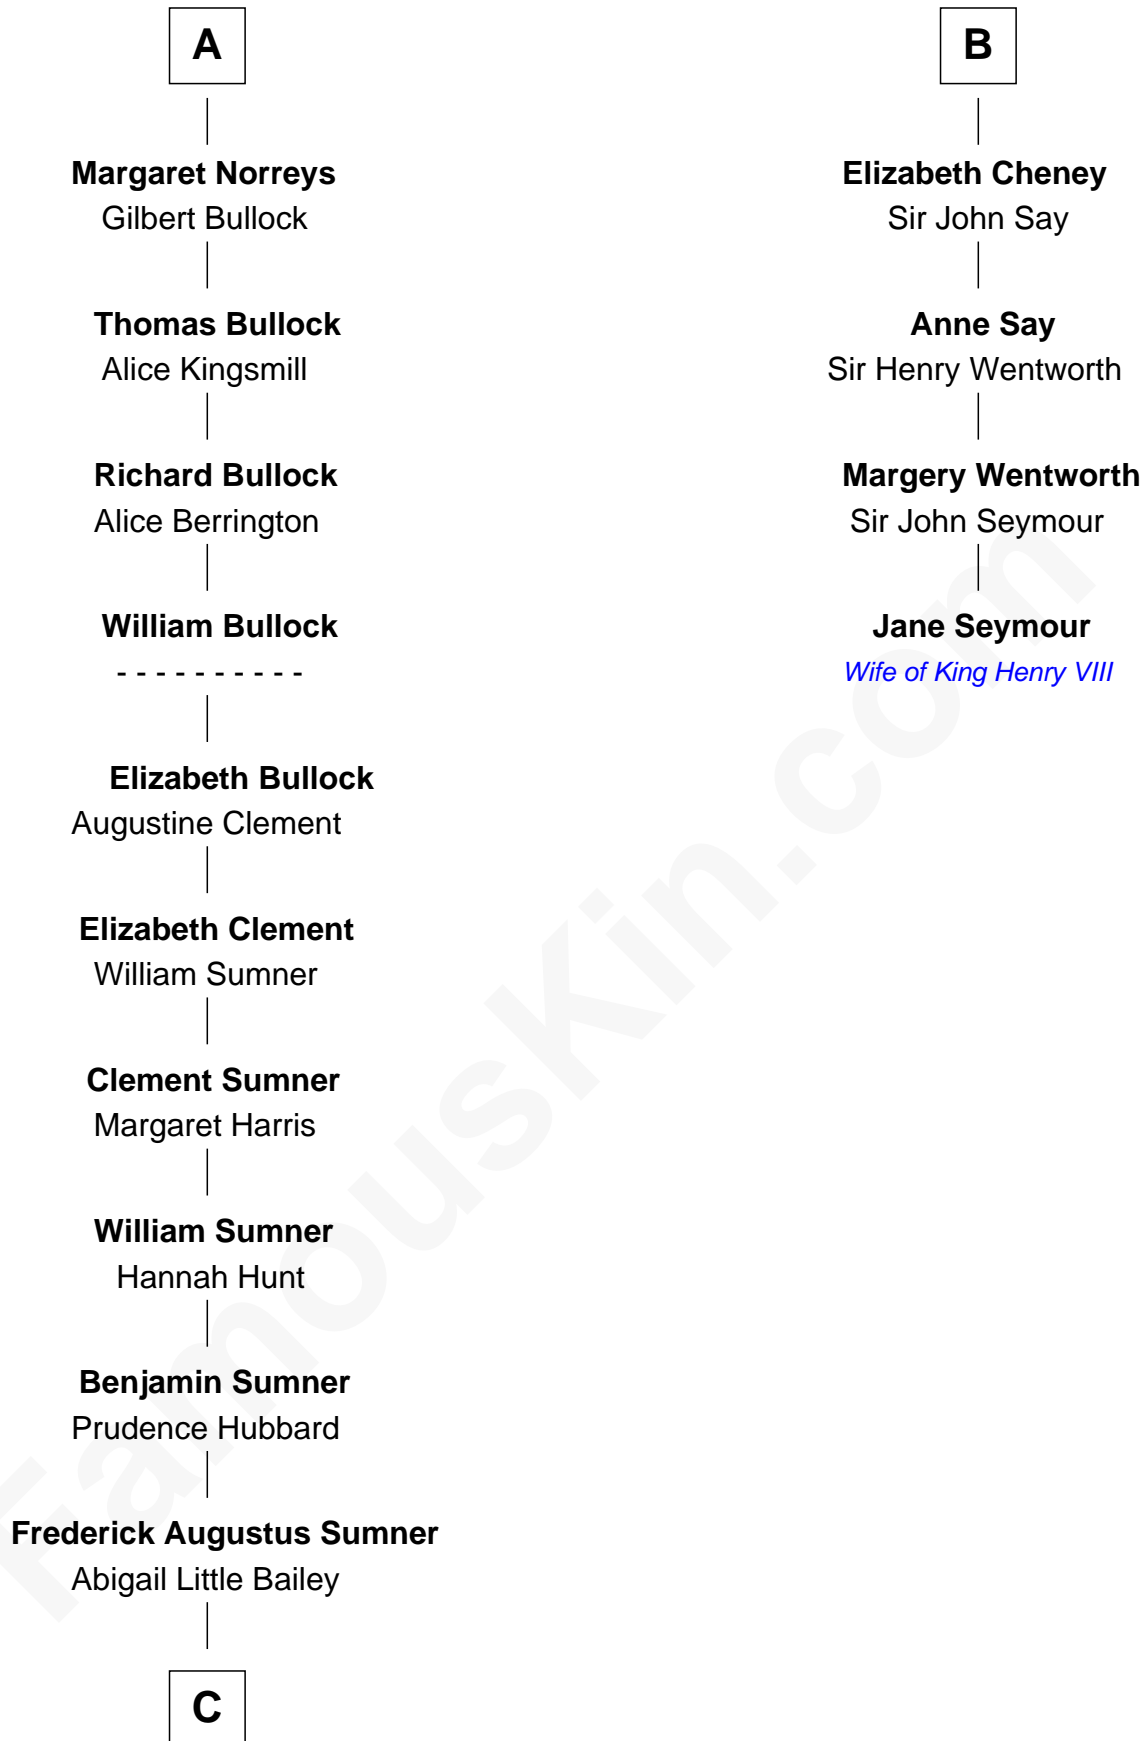 A
Margaret Norreys
Gilbert Bullock
Thomas Bullock
Alice Kingsmill
Richard Bullock
Alice Berrington
William Bullock
- - - - - - - - - -
Elizabeth Bullock
Augustine Clement
Elizabeth Clement
William Sumner
Clement Sumner
Margaret Harris
William Sumner
Hannah Hunt
Benjamin Sumner
Prudence Hubbard
Frederick Augustus Sumner
Abigail Little Bailey
C
B
Elizabeth Cheney
Sir John Say
Anne Say
Sir Henry Wentworth
Margery Wentworth
Sir John Seymour
Jane Seymour
Wife of King Henry VIII
FamousKin.com